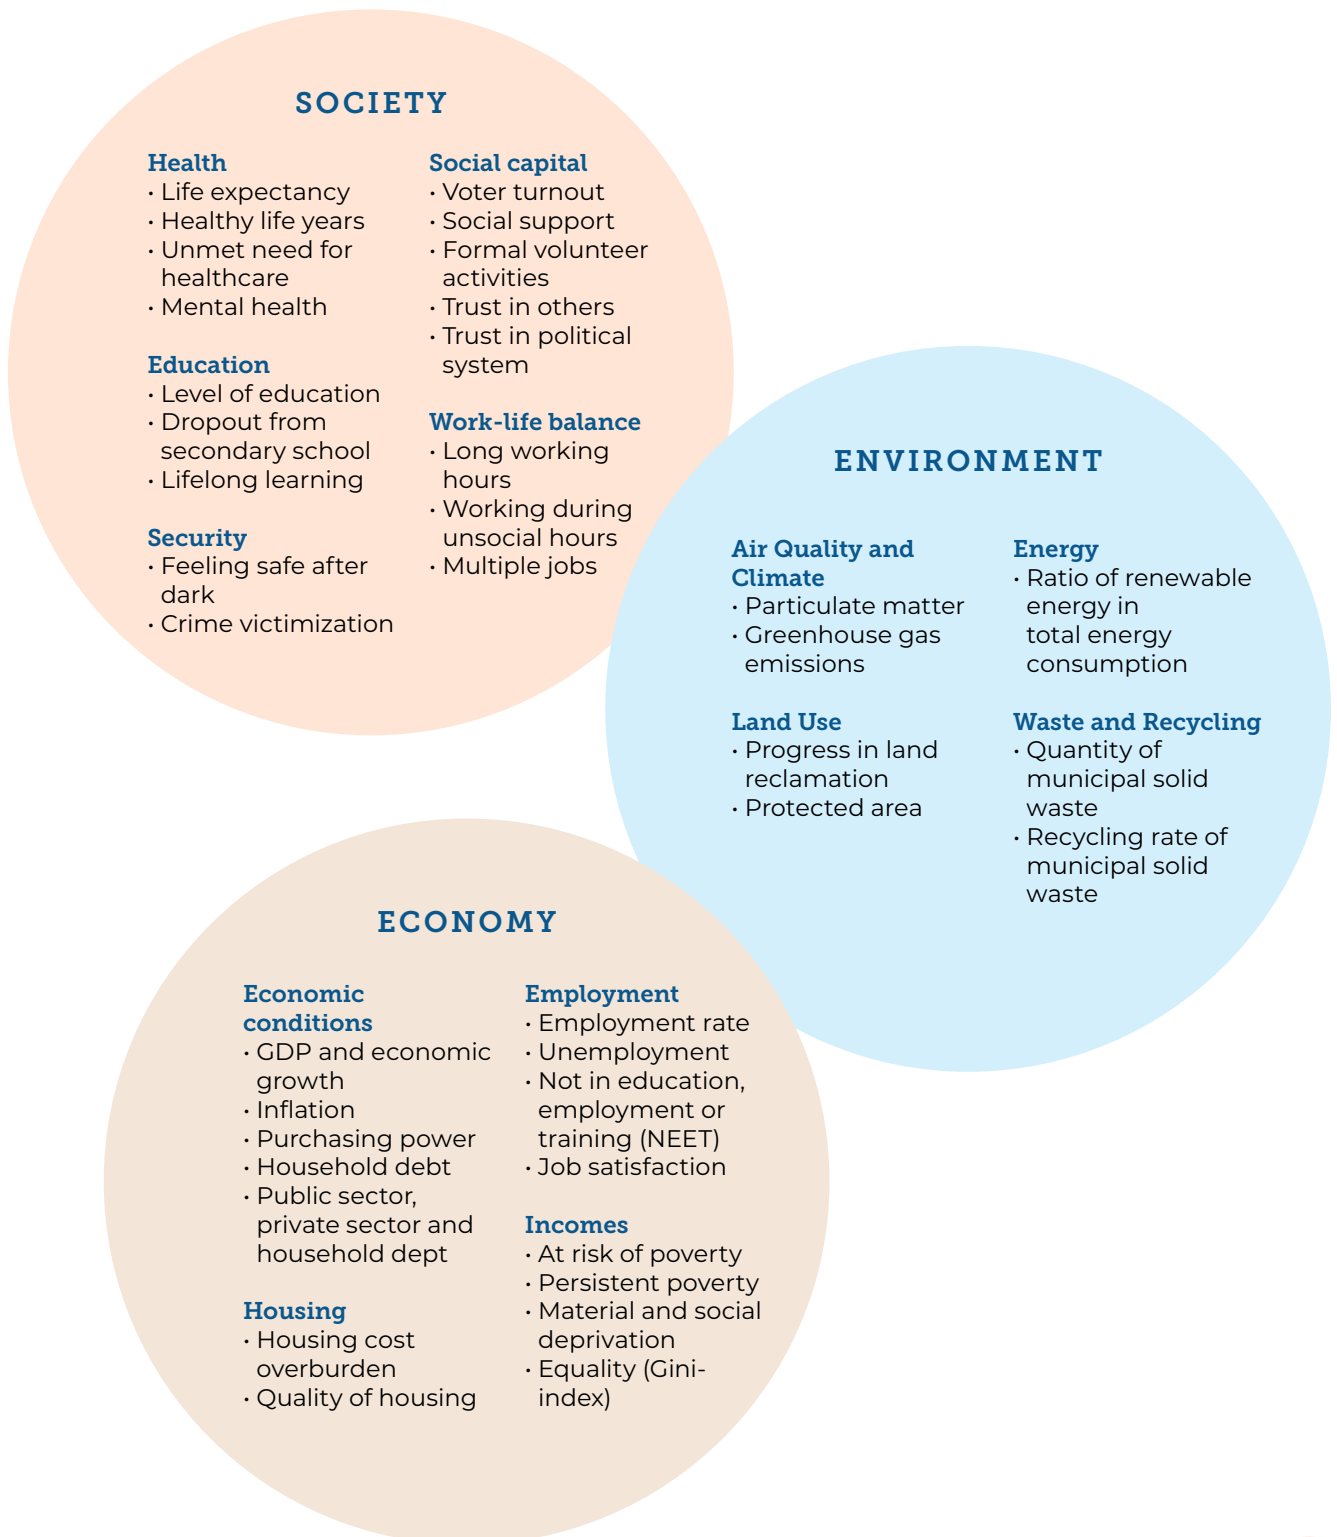 SOCIETY
Health
· Life expectancy
· Healthy life years
· Unmet need for
healthcare
· Mental health
Education
· Level of education
· Dropout from
secondary school
· Lifelong learning
Security
· Feeling safe after
dark
· Crime victimization
Social capital
· Voter turnout
· Social support
· Formal volunteer
activities
· Trust in others
· Trust in political
system
Work-life balance
· Long working
hours
· Working during
unsocial hours
· Multiple jobs
ENVIRONMENT
Air Quality and
Climate
· Particulate matter
· Greenhouse gas
emissions
Land Use
· Progress in land
reclamation
· Protected area
Energy
· Ratio of renewable
energy in
total energy
consumption
Waste and Recycling
· Quantity of
municipal solid
waste
· Recycling rate of
municipal solid
waste
ECONOMY
Economic
conditions
· GDP and economic
growth
· Inflation
· Purchasing power
· Household debt
· Public sector,
private sector and
household dept
Housing
· Housing cost
overburden
· Quality of housing
Employment
· Employment rate
· Unemployment
· Not in education,
employment or
training (NEET)
· Job satisfaction
Incomes
· At risk of poverty
· Persistent poverty
· Material and social
deprivation
· Equality (Gini-
index)